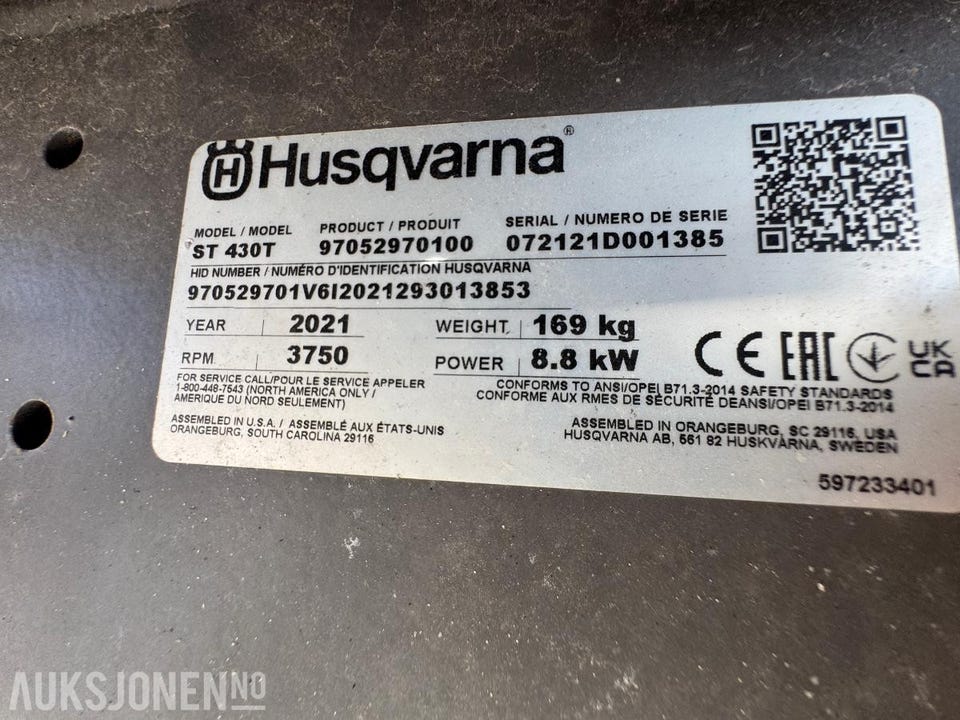 Husqvarna®
MODEL / MODEL PRODUCT / PRODUIT SERIAL / NUMERO DE SERIE
ST 430T 97052970100 072121D001385
HID NUMBER / NUMÉRO D'IDENTIFICATION HUSQVARNA
970529701V6I2021293013853
YEAR 2021 WEIGHT 169 kg
RPM 3750 POWER 8.8 kW
CE EAC UK CA
FOR SERVICE CALL/POUR LE SERVICE APPELER
1-800-448-7543 (NORTH AMERICA ONLY /
AMERIQUE DU NORD SEULEMENT)
CONFORMS TO ANSI/OPEI B71.3-2014 SAFETY STANDARDS
CONFORME AUX RMES DE SÉCURITÉ DEANSI/OPEI B71.3-2014
ASSEMBLED IN U.S.A. / ASSEMBLÉ AUX ÉTATS-UNIS
ORANGEBURG, SOUTH CAROLINA 29116
ASSEMBLED IN ORANGEBURG, SC 29116, USA
HUSQVARNA AB, 561 82 HUSKVARNA, SWEDEN
597233401
AUKSJONEN.NO